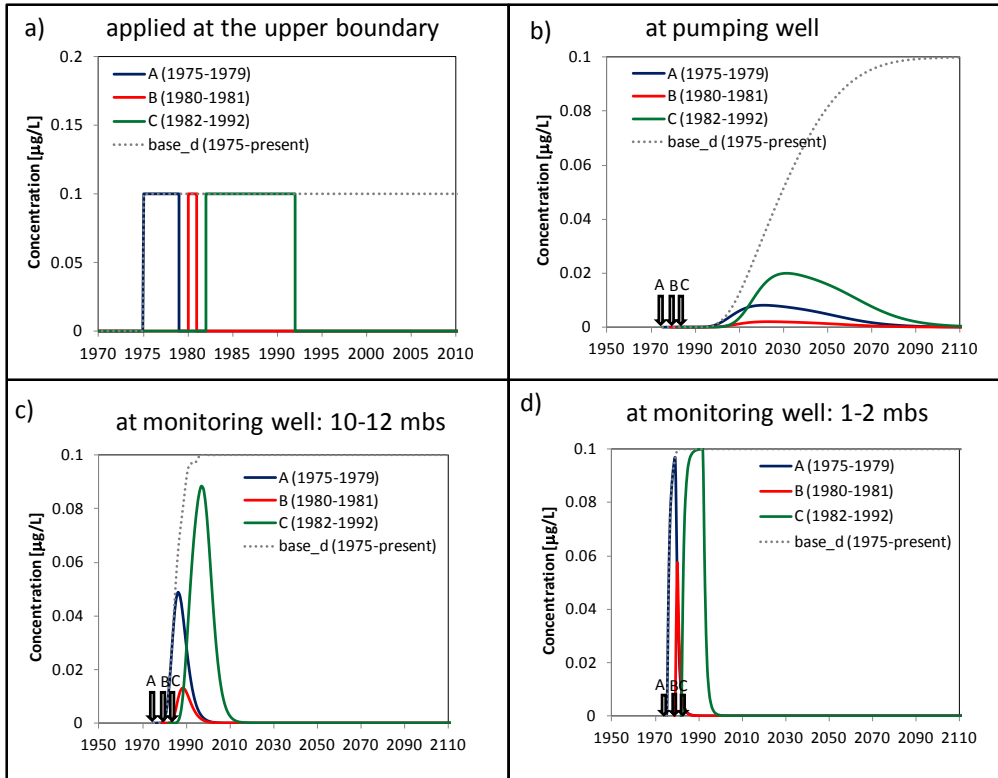 a) applied at the upper boundary
Concentration [µg/L]
0.2
0.15
0.1
0.05
0
A (1975-1979)
B (1980-1981)
C (1982-1992)
base_d (1975-present)
1970 1975 1980 1985 1990 1995 2000 2005 2010
b) at pumping well
Concentration [µg/L]
0.1
0.08
0.06
0.04
0.02
0
A (1975-1979)
B (1980-1981)
C (1982-1992)
base_d (1975-present)
A B C
1950 1970 1990 2010 2030 2050 2070 2090 2110
c) at monitoring well: 10-12 mbs
Concentration [µg/L]
0.1
0.08
0.06
0.04
0.02
0
A (1975-1979)
B (1980-1981)
C (1982-1992)
base_d (1975-present)
A B C
1950 1970 1990 2010 2030 2050 2070 2090 2110
d) at monitoring well: 1-2 mbs
Concentration [µg/L]
0.1
0.08
0.06
0.04
0.02
0
A (1975-1979)
B (1980-1981)
C (1982-1992)
base_d (1975-present)
A B C
1950 1970 1990 2010 2030 2050 2070 2090 2110